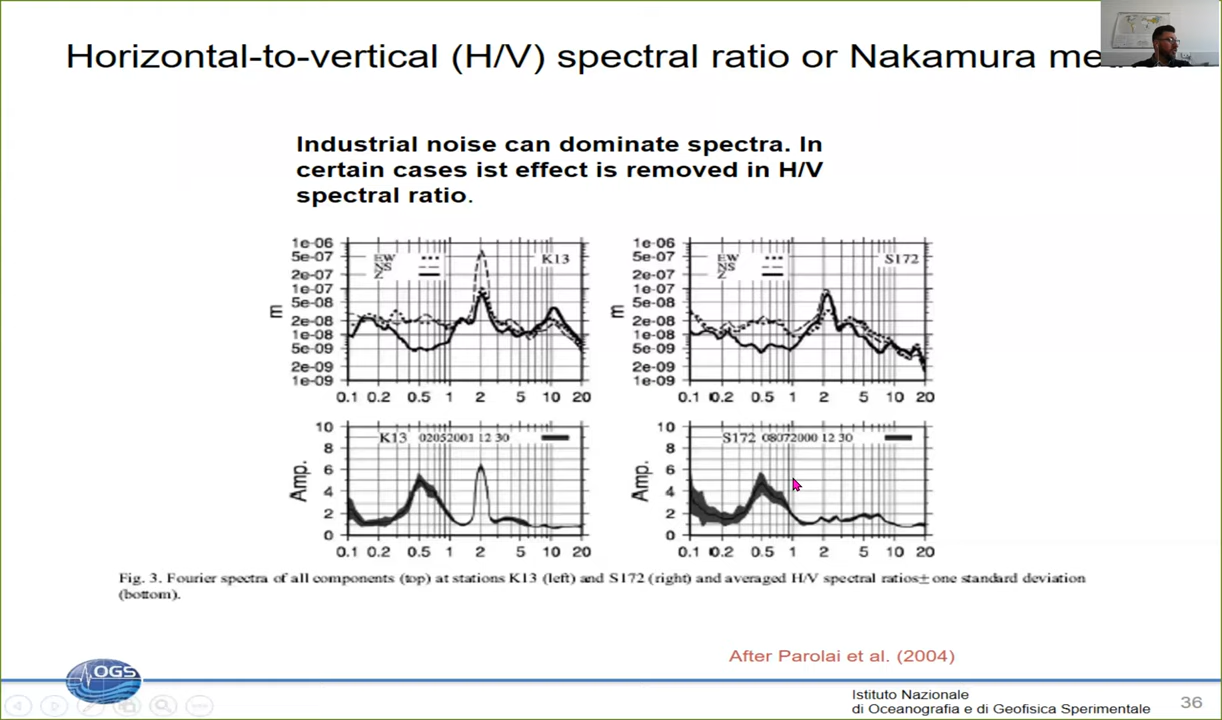 Horizontal-to-vertical (H/V) spectral ratio or Nakamura me
Industrial noise can dominate spectra. In
certain cases ist effect is removed in H/V
spectral ratio.
1e-06
5e-07
2e-07
1e-07
5e-08
2e-08
1e-08
5e-09
2e-09
1e-09
m
EW
NS
Z
K13
0.1 0.2 0.5 1 2 5 10 20
1e-06
5e-07
2e-07
1e-07
5e-08
2e-08
1e-08
5e-09
2e-09
1e-09
m
EW
NS
Z
S172
0.1 0.2 0.5 1 2 5 10 20
10
8
6
4
2
0
Amp.
K13 02052001 12 30
0.1 0.2 0.5 1 2 5 10 20
10
8
6
4
2
0
Amp.
S172 08072000 12 30
0.1 0.2 0.5 1 2 5 10 20
Fig. 3. Fourier spectra of all components (top) at stations K13 (left) and S172 (right) and averaged H/V spectral ratios± one standard deviation
(bottom).
After Parolai et al. (2004)
OGS
Istituto Nazionale
di Oceanografia e di Geofisica Sperimentale
36